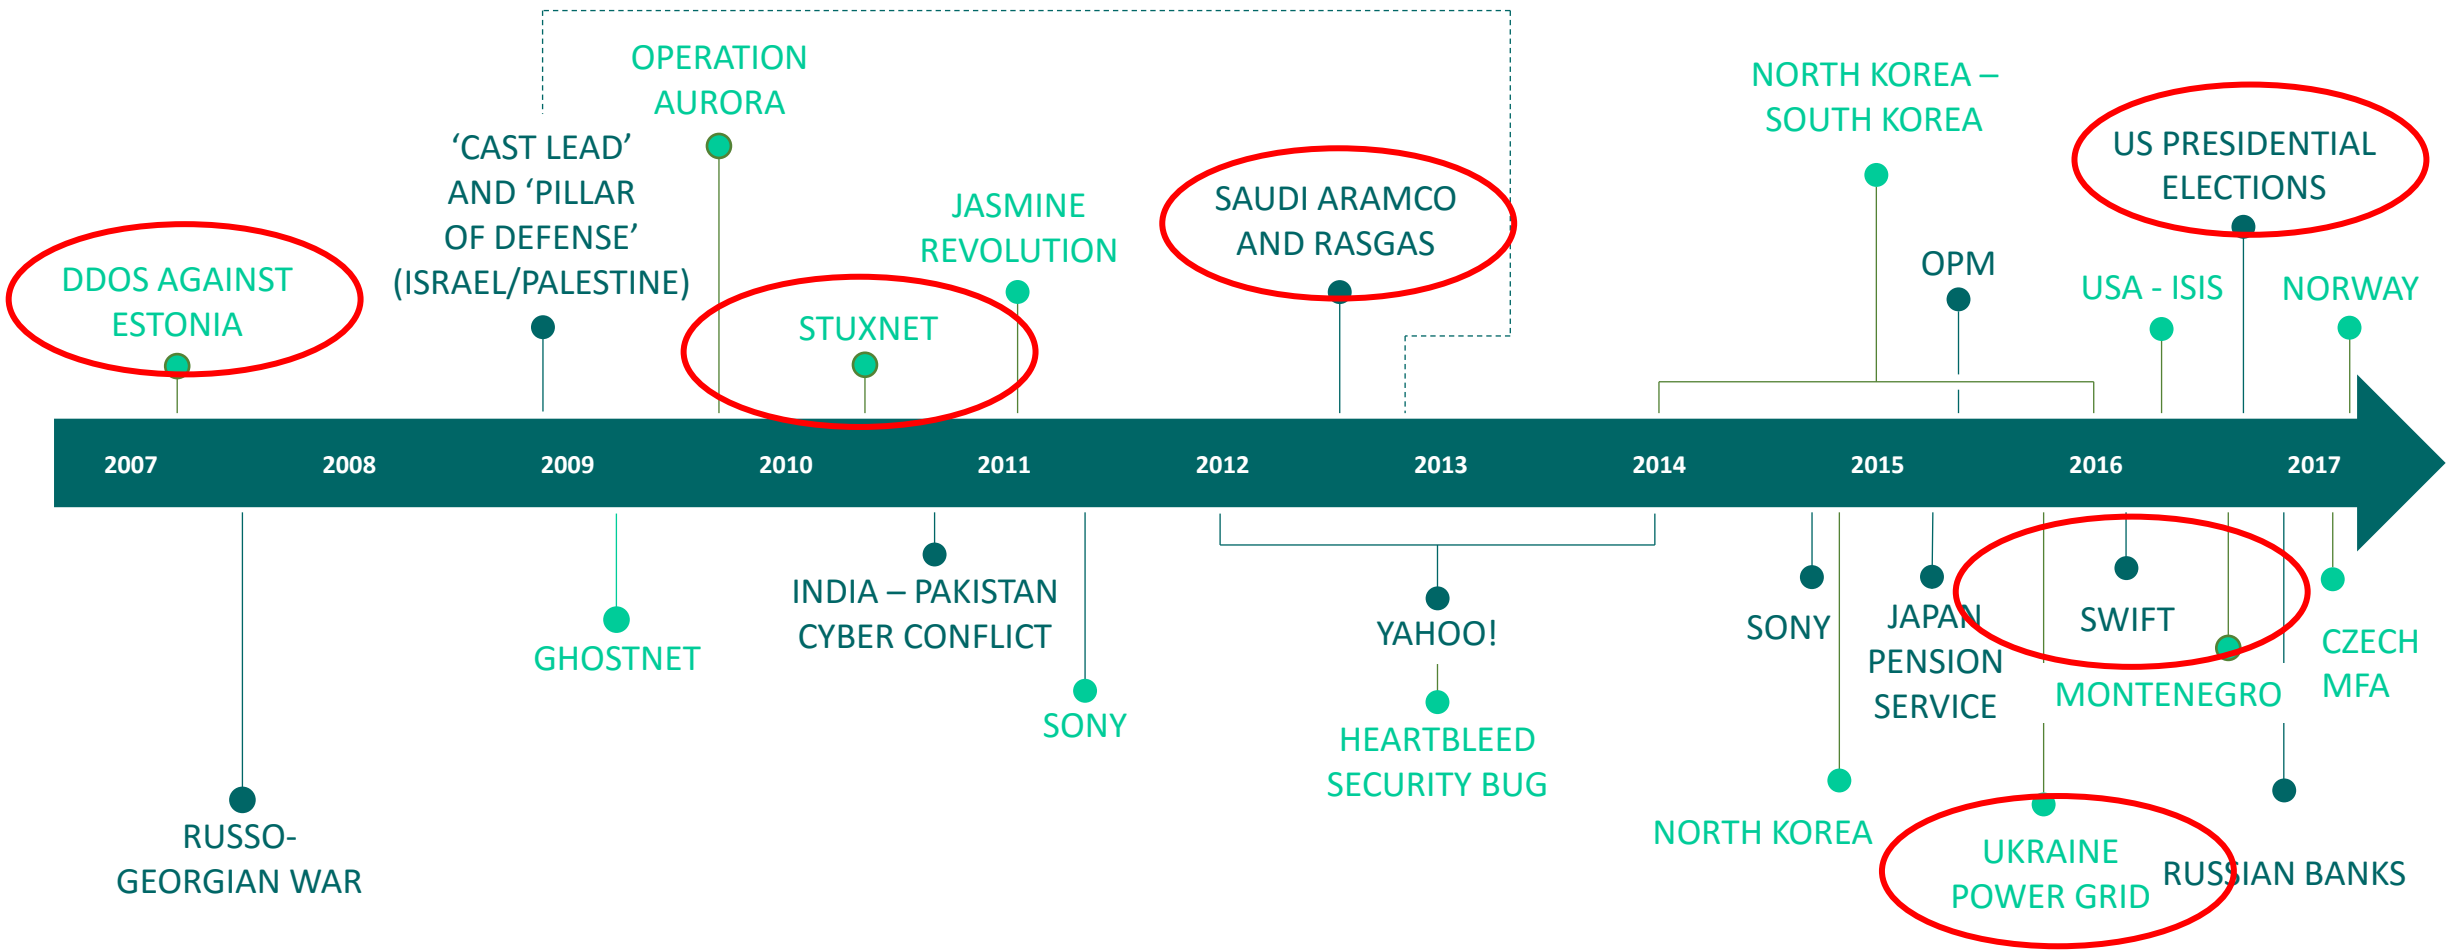 OPERATION
AURORA
NORTH KOREA –
SOUTH KOREA
‘CAST LEAD’
AND ‘PILLAR
OF DEFENSE’
(ISRAEL/PALESTINE)
US PRESIDENTIAL
ELECTIONS
SAUDI ARAMCO
AND RASGAS
JASMINE
REVOLUTION
DDOS AGAINST
ESTONIA
OPM
USA - ISIS
NORWAY
STUXNET
2007
2008
2009
2010
2011
2012
2013
2014
2015
2016
2017
INDIA – PAKISTAN
CYBER CONFLICT
GHOSTNET
YAHOO!
SONY
JAPAN
PENSION
SERVICE
SWIFT
CZECH
MFA
MONTENEGRO
SONY
HEARTBLEED
SECURITY BUG
RUSSO-
GEORGIAN WAR
NORTH KOREA
UKRAINE
POWER GRID
RUSSIAN BANKS